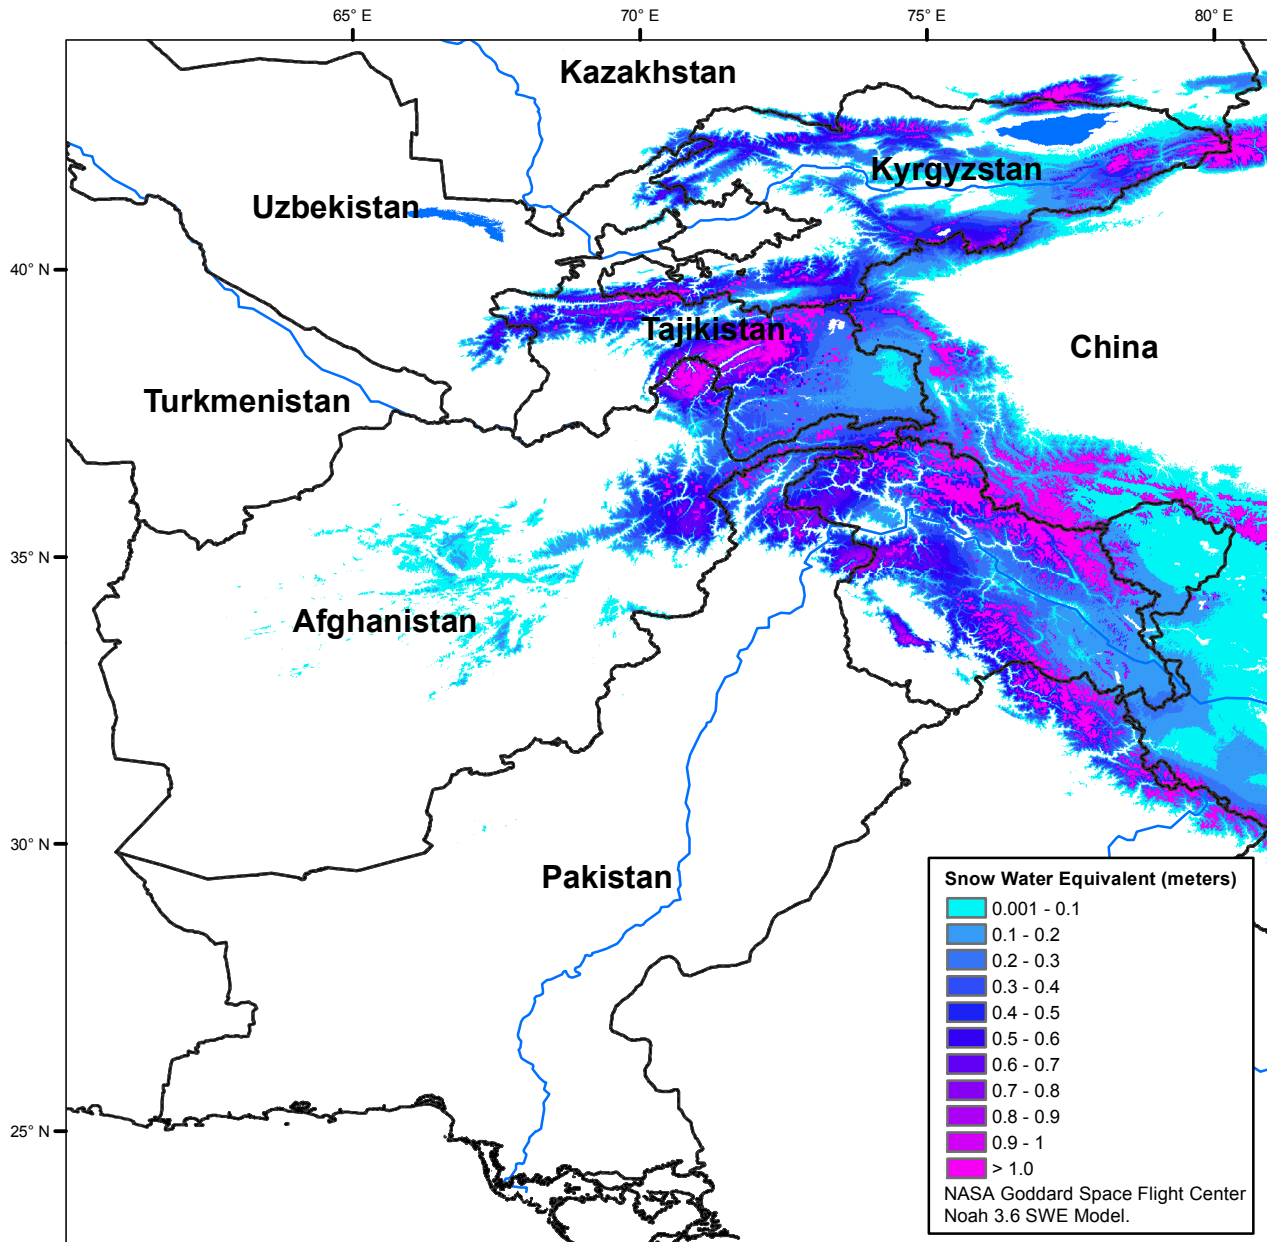 65° E
70° E
75° E
80° E
Kazakhstan
Kyrgyzstan
Uzbekistan
40° N
Tajikistan
China
Turkmenistan
35° N
Afghanistan
30° N
Pakistan
25° N
Snow Water Equivalent (meters)
0.001 - 0.1
0.1 - 0.2
0.2 - 0.3
0.3 - 0.4
0.4 - 0.5
0.5 - 0.6
0.6 - 0.7
0.7 - 0.8
0.8 - 0.9
0.9 - 1
> 1.0
NASA Goddard Space Flight Center
Noah 3.6 SWE Model.